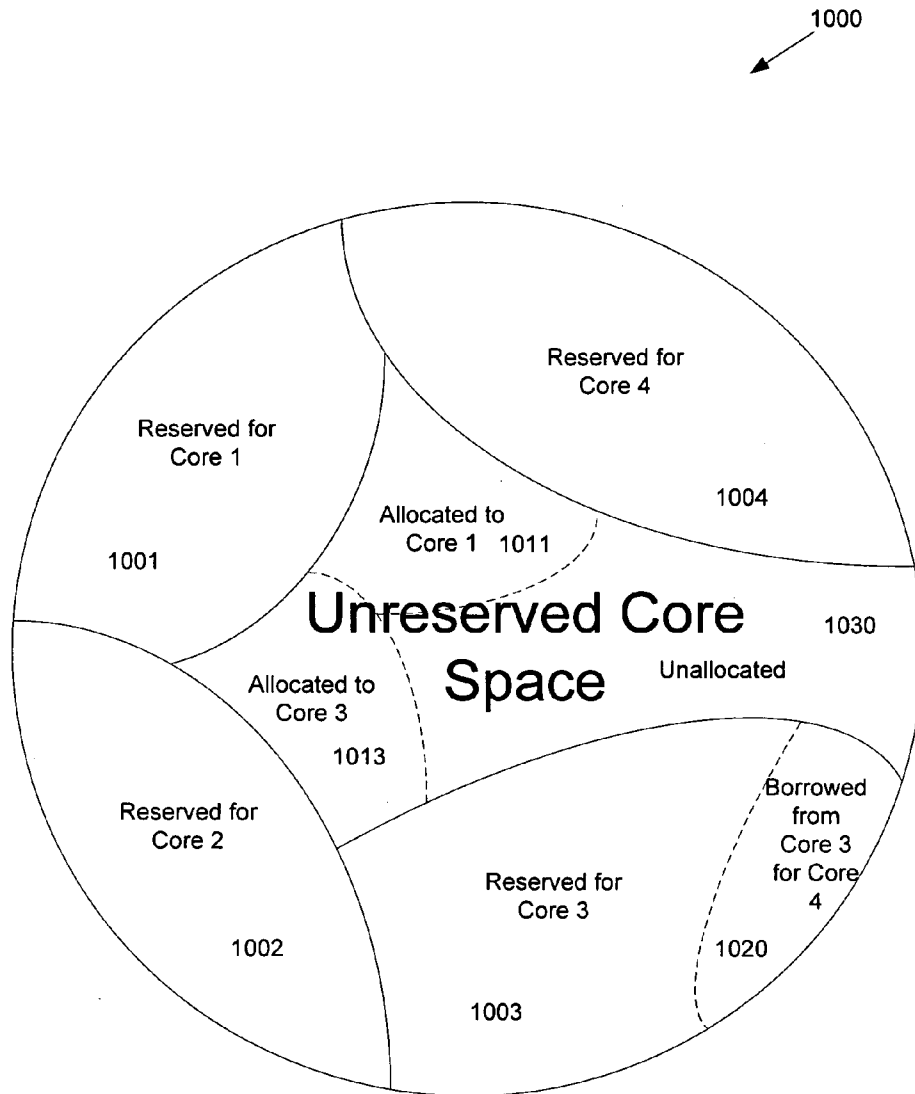 1000
Reserved for
Core 4
1004
Reserved for
Core 1
1001
Allocated to
Core 1 1011
Unreserved Core
Space
1030
Unallocated
Allocated to
Core 3
1013
Reserved for
Core 2
1002
Reserved for
Core 3
1003
Borrowed
from
Core 3
for Core
4
1020